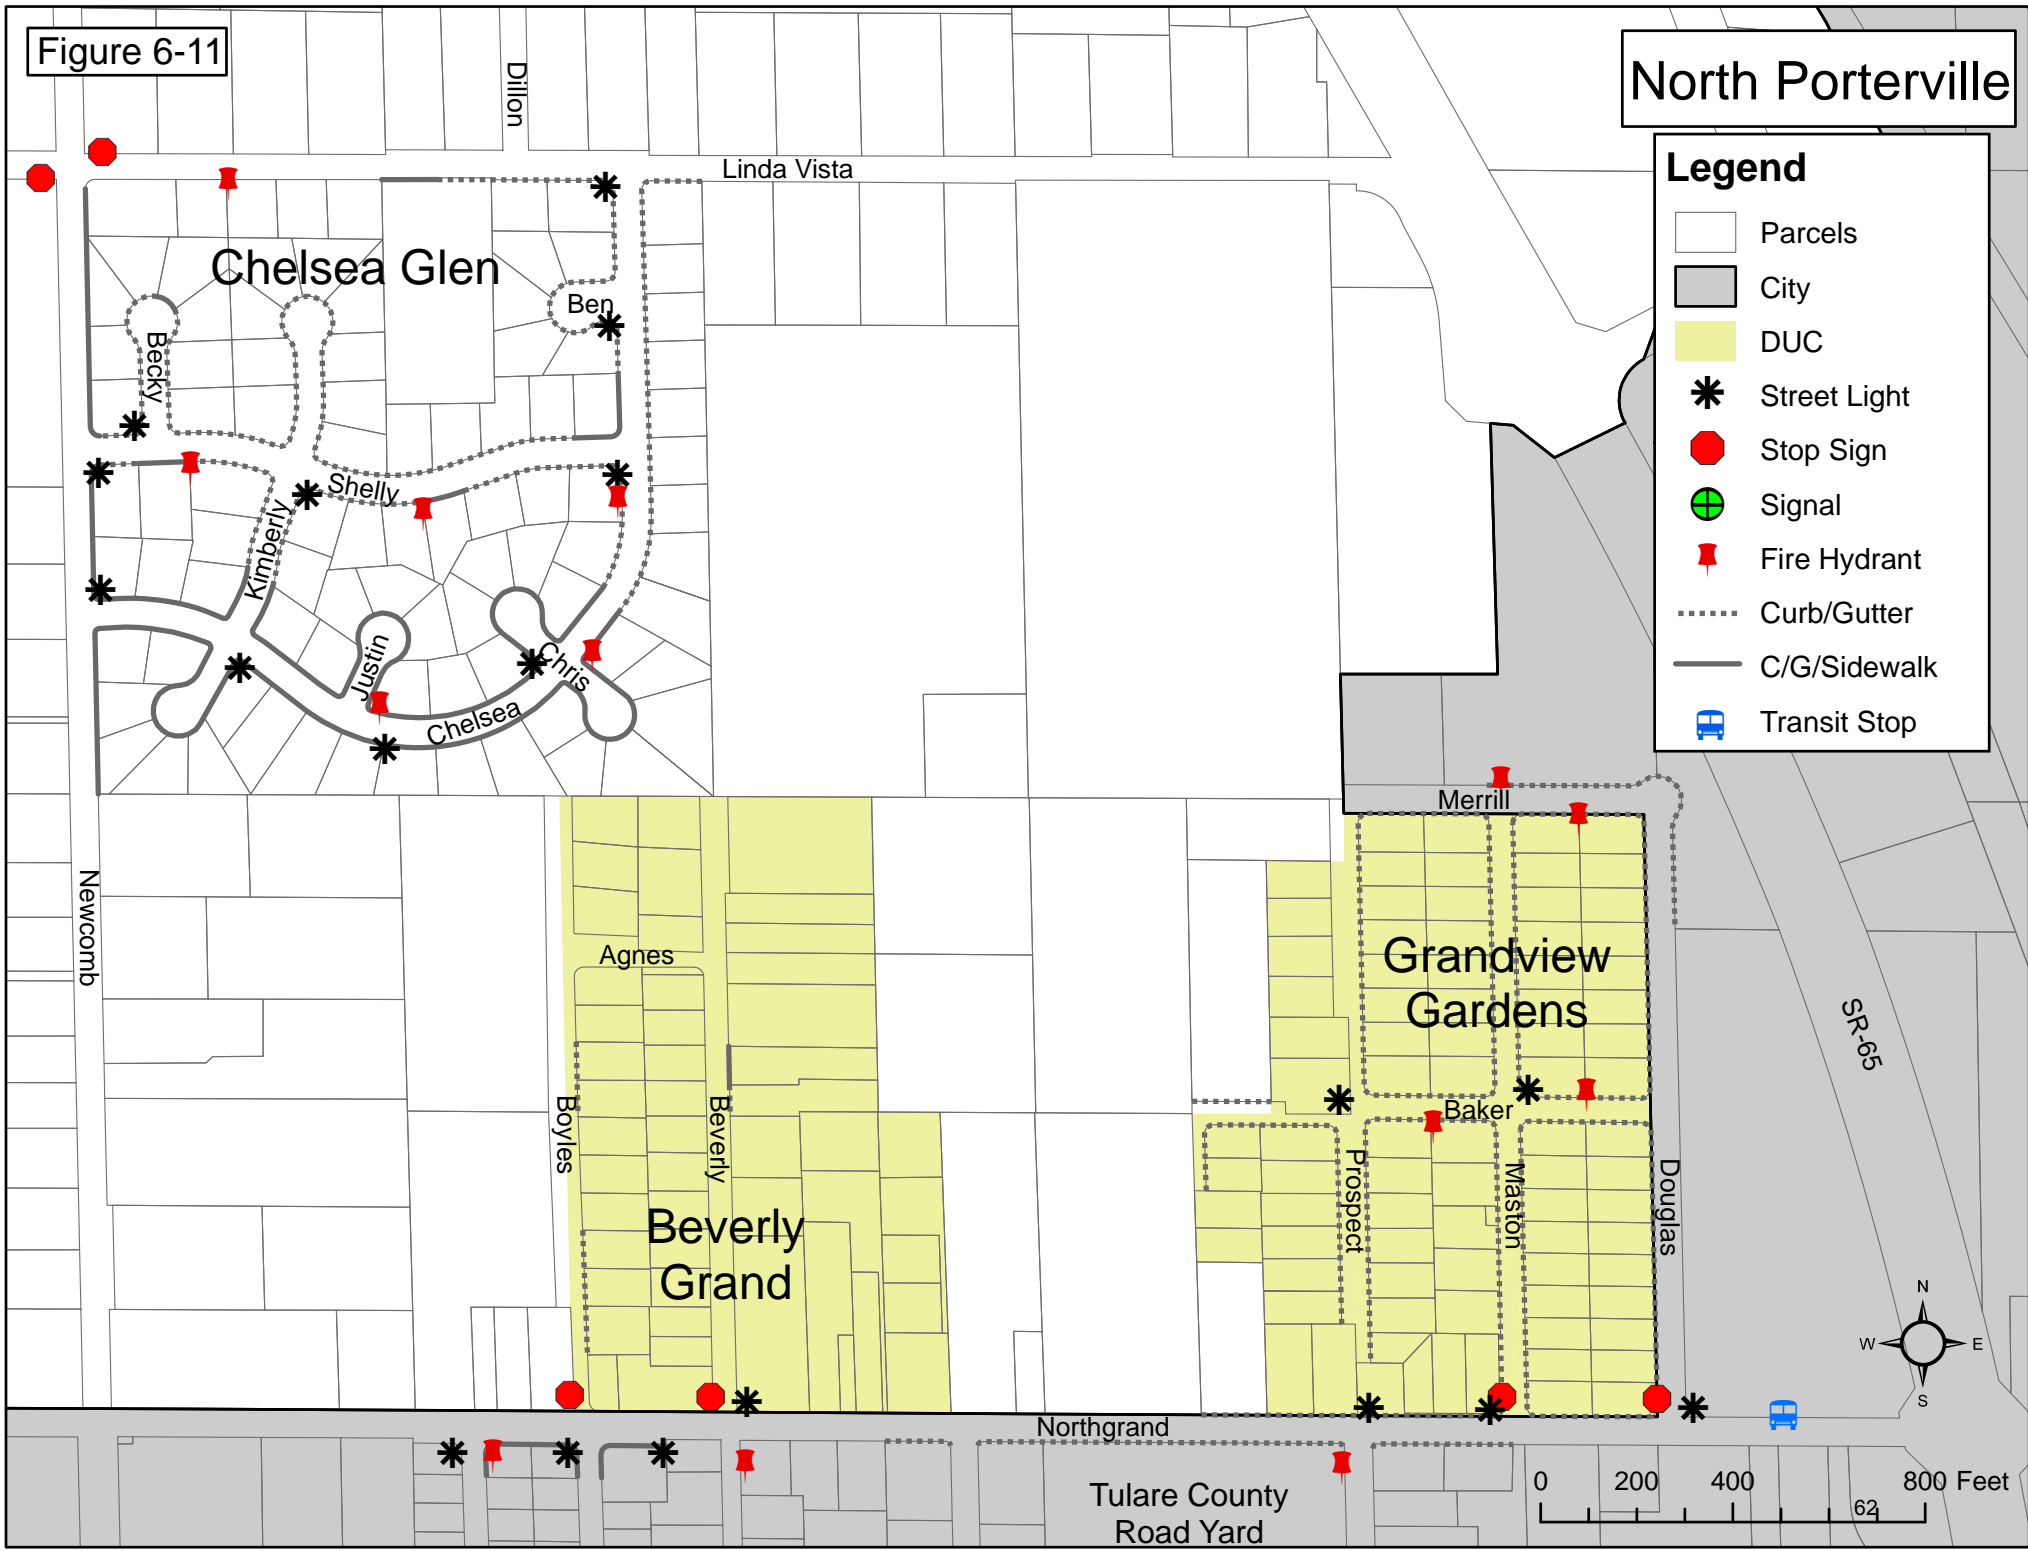 Figure 6-11
North Porterville
Dillon
Linda Vista
Legend
Parcels
City
DUC
Street Light
Stop Sign
Signal
Fire Hydrant
Curb/Gutter
C/G/Sidewalk
Transit Stop
Chelsea Glen
Ben
Becky
Shelly
Kimberly
Justin
Chris
Chelsea
Merrill
Newcomb
Agnes
Grandview
Gardens
SR-65
Boyles
Beverly
Baker
Prospect
Maston
Douglas
Beverly
Grand
N
W E
S
Northgrand
Tulare County
Road Yard
0 200 400 800 Feet
62